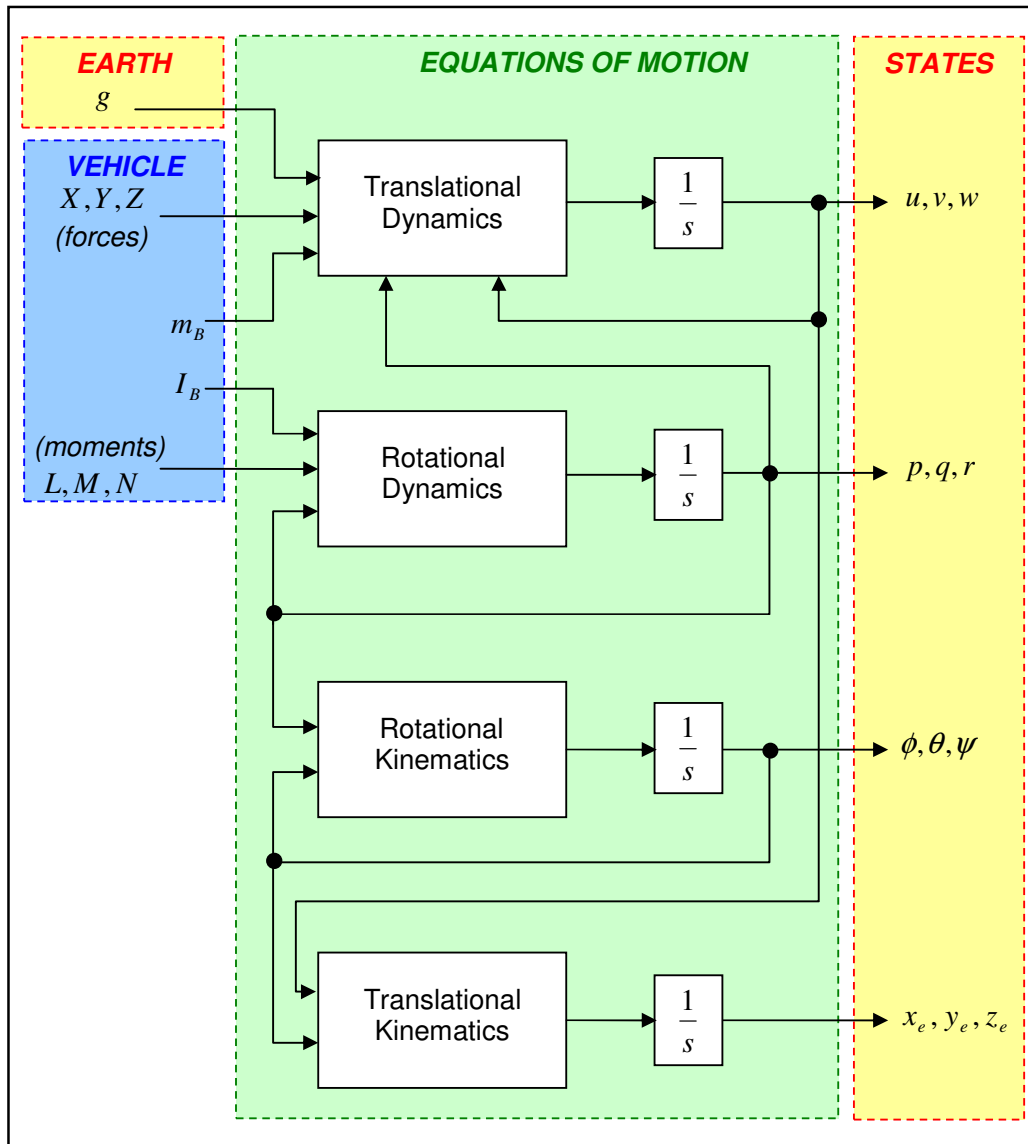 EARTH
g
VEHICLE
X, Y, Z
(forces)
m_B
I_B
(moments)
L, M, N
EQUATIONS OF MOTION
Translational
Dynamics
1
s
Rotational
Dynamics
1
s
Rotational
Kinematics
1
s
Translational
Kinematics
1
s
STATES
u, v, w
p, q, r
ϕ, θ, ψ
x_e, y_e, z_e